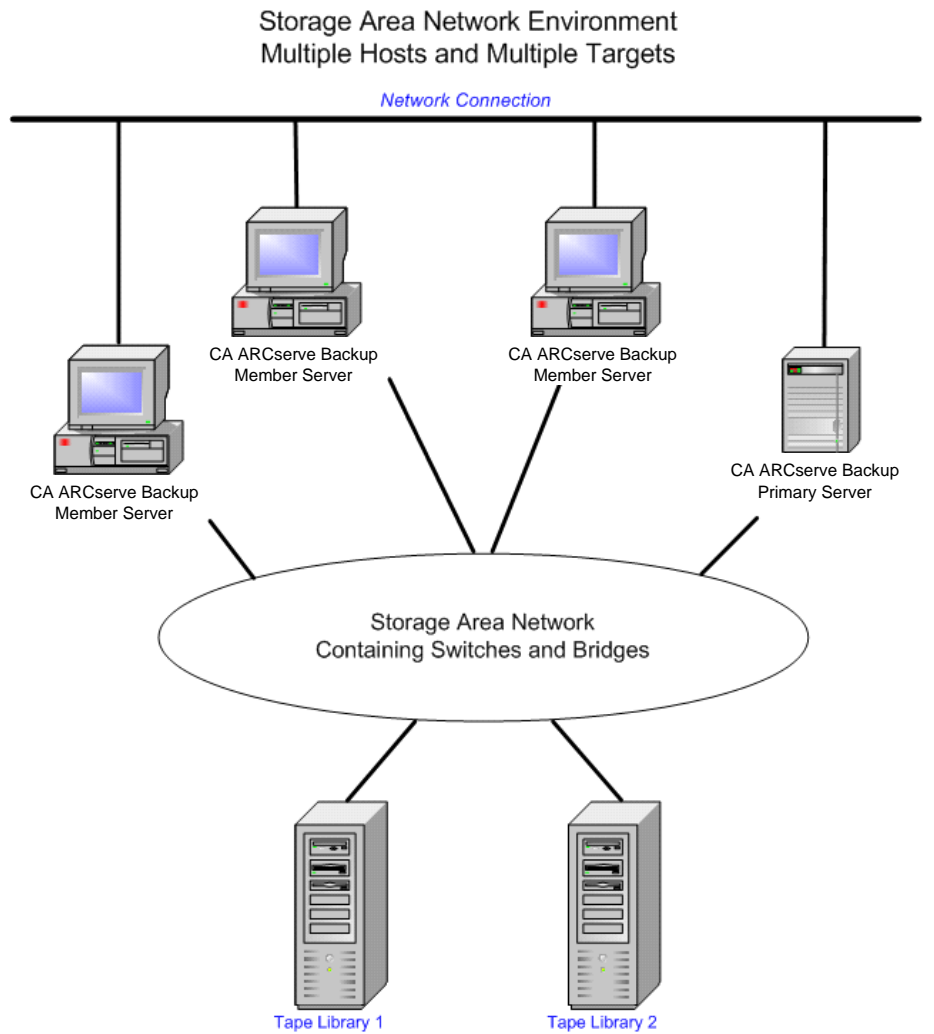 Storage Area Network Environment
Multiple Hosts and Multiple Targets
Network Connection
CA ARCserve Backup
Member Server
CA ARCserve Backup
Member Server
CA ARCserve Backup
Member Server
CA ARCserve Backup
Primary Server
Storage Area Network
Containing Switches and Bridges
Tape Library 1
Tape Library 2